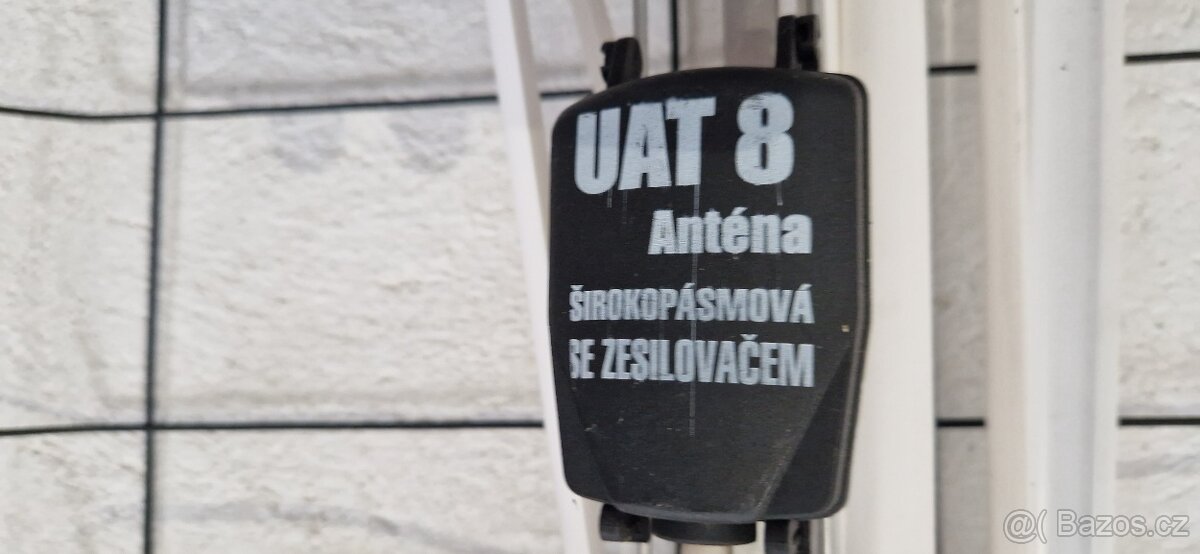 UAT 8
Anténa
ŠIROKOPÁSMOVÁ
SE ZESILOVAČEM
@( Bazos.cz